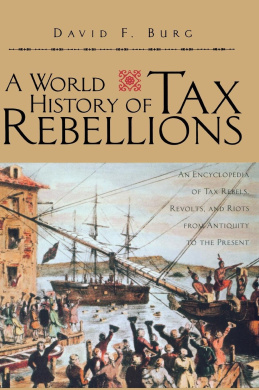 DAVID F. BURG
A WORLD
HISTORY OF TAX
REBELLIONS
AN ENCYCLOPEDIA
OF TAX REBELS,
REVOLTS, AND RIOTS
FROM ANTIQUITY
TO THE PRESENT